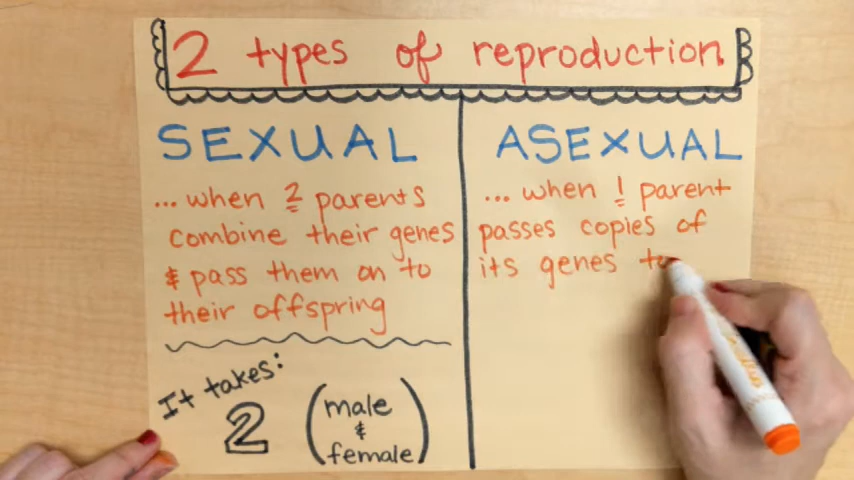 2 types of reproduction
SEXUAL
... when 2 parents
combine their genes
& pass them on to
their offspring
It takes:
2
(male
&
female)
ASEXUAL
... when 1 parent
passes copies of
its genes to